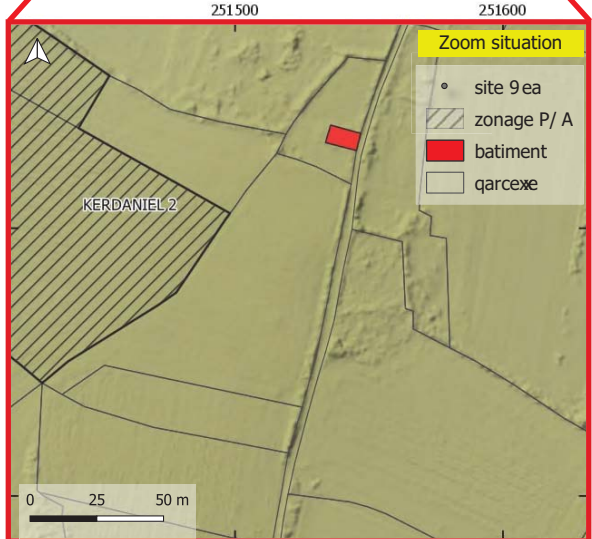 251500 251600
Zoom situation
site 9ea
zonage P/ A
batiment
qarcexe
KERDANIEL 2
0 25 50 m